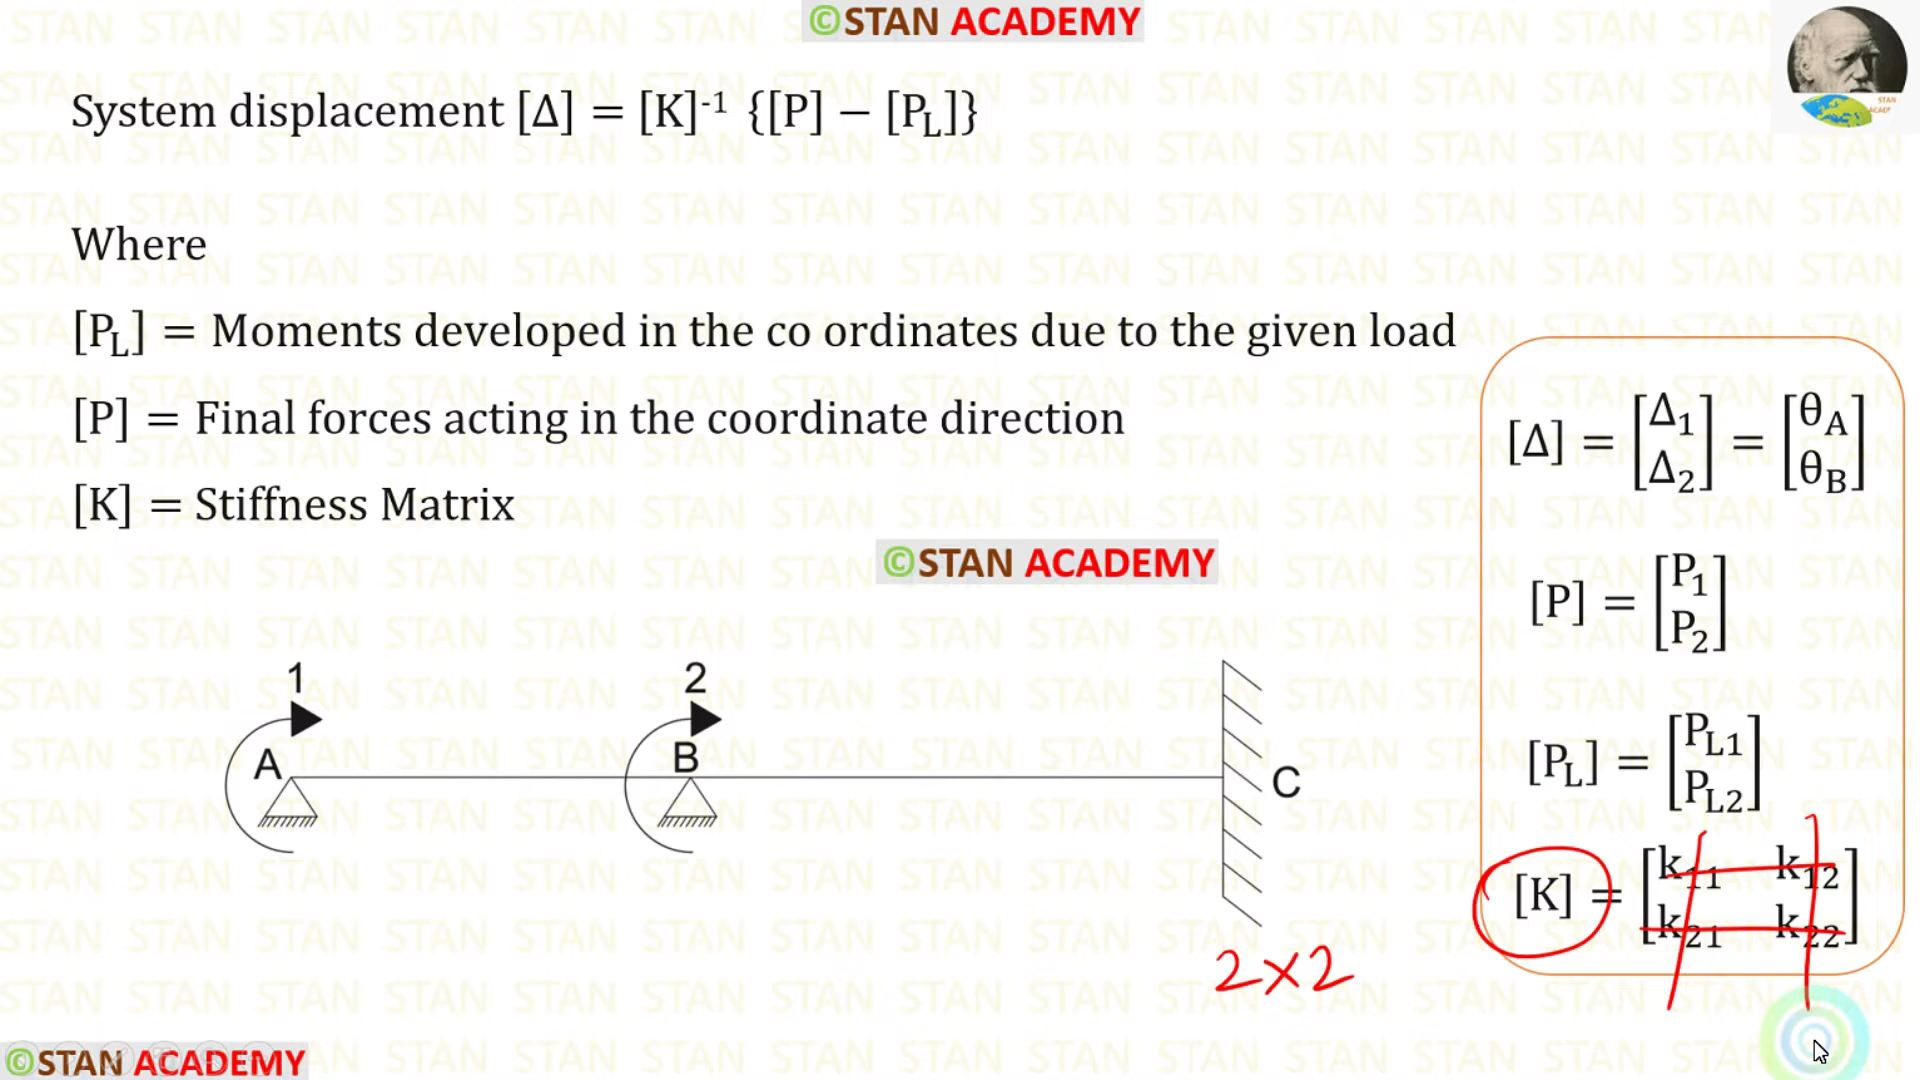 ©STAN ACADEMY
System displacement [Δ] = [K]⁻¹ {[P] − [P_L]}
Where
[P_L] = Moments developed in the co ordinates due to the given load
[P] = Final forces acting in the coordinate direction
[K] = Stiffness Matrix
©STAN ACADEMY
1
2
A
B
C
2×2
[Δ] = [Δ₁ Δ₂] = [θ_A θ_B]
[P] = [P₁ P₂]
[P_L] = [P_L1 P_L2]
[K] = [k₁₁ k₁₂
k₂₁ k₂₂]
©STAN ACADEMY